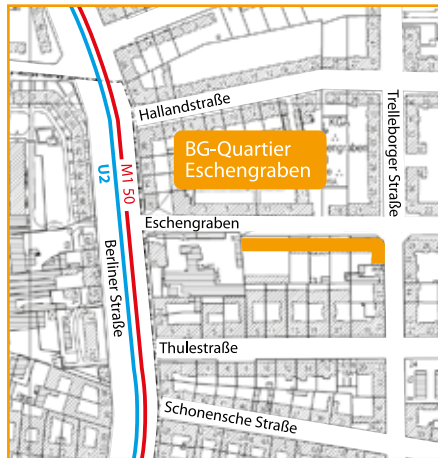 Hallandstraße
Trelleborger Straße
BG-Quartier
Eschengraben
U2
M1 50
Eschengraben
Berliner Straße
Thulestraße
Schonensche Straße